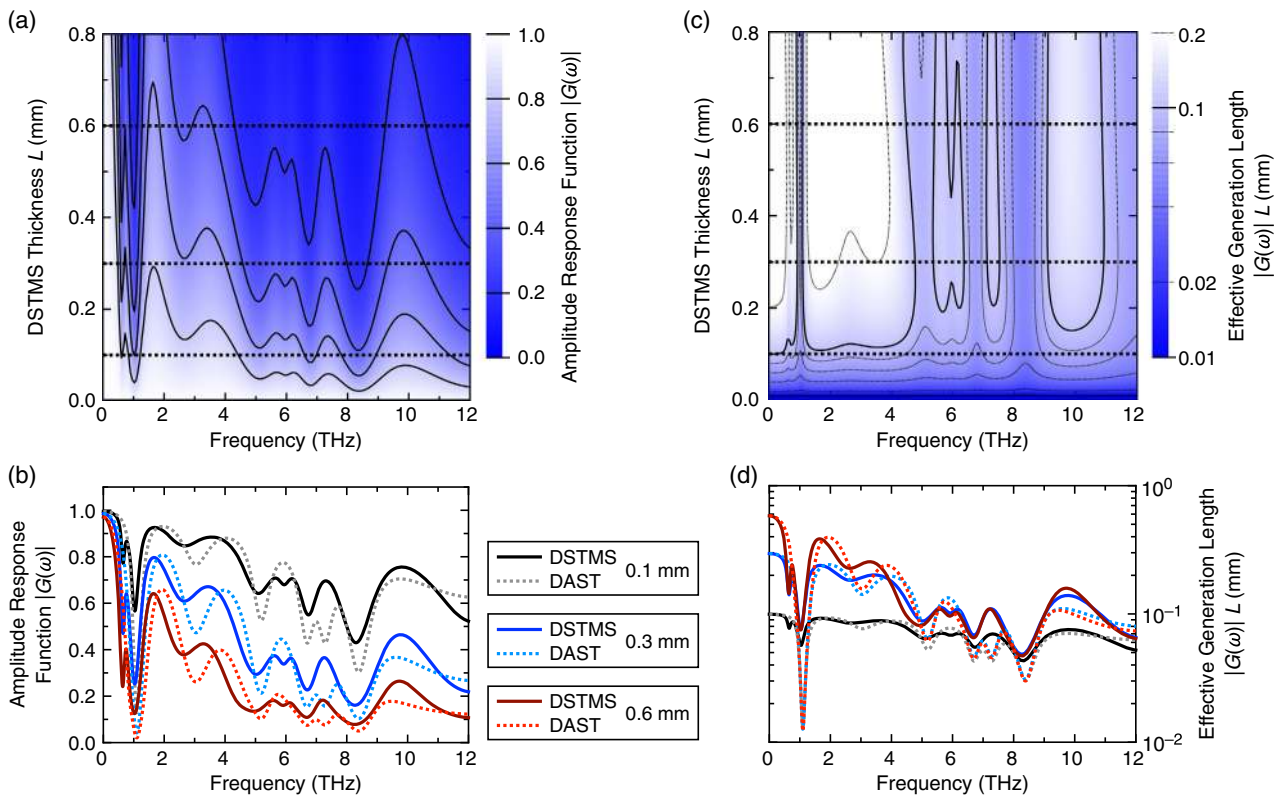 (a)
0.8
0.6
0.4
0.2
0.0
DSTMS Thickness L (mm)
0 2 4 6 8 10 12
Frequency (THz)
1.0
0.8
0.6
0.4
0.2
0.0
Amplitude Response Function |G(ω)|
(c)
0.8
0.6
0.4
0.2
0.0
DSTMS Thickness L (mm)
0 2 4 6 8 10 12
Frequency (THz)
0.2
0.1
0.02
0.01
Effective Generation Length
|G(ω)| L (mm)
(b)
1.0
0.8
0.6
0.4
0.2
0.0
Amplitude Response
Function |G(ω)|
0 2 4 6 8 10 12
Frequency (THz)
DSTMS
DAST
0.1 mm
DSTMS
DAST
0.3 mm
DSTMS
DAST
0.6 mm
(d)
10⁰
10⁻¹
10⁻²
Effective Generation Length
|G(ω)| L (mm)
0 2 4 6 8 10 12
Frequency (THz)